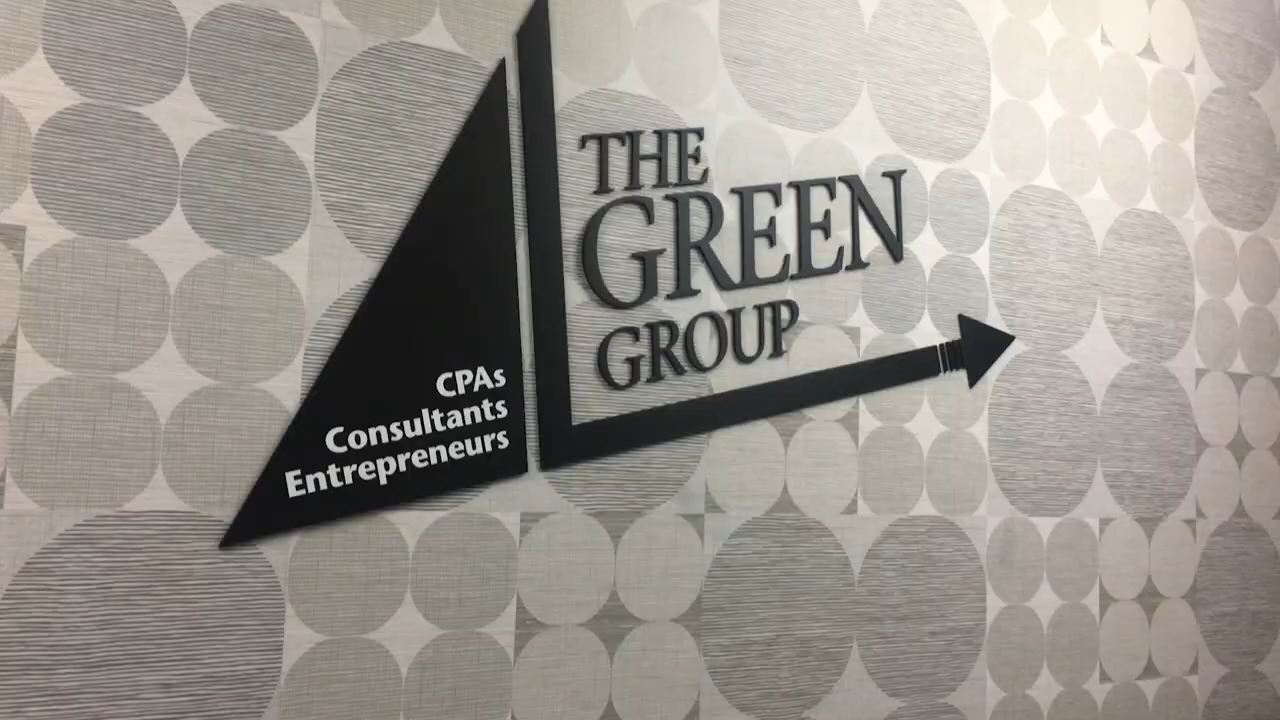 THE
GREEN
GROUP
CPAs
Consultants
Entrepreneurs